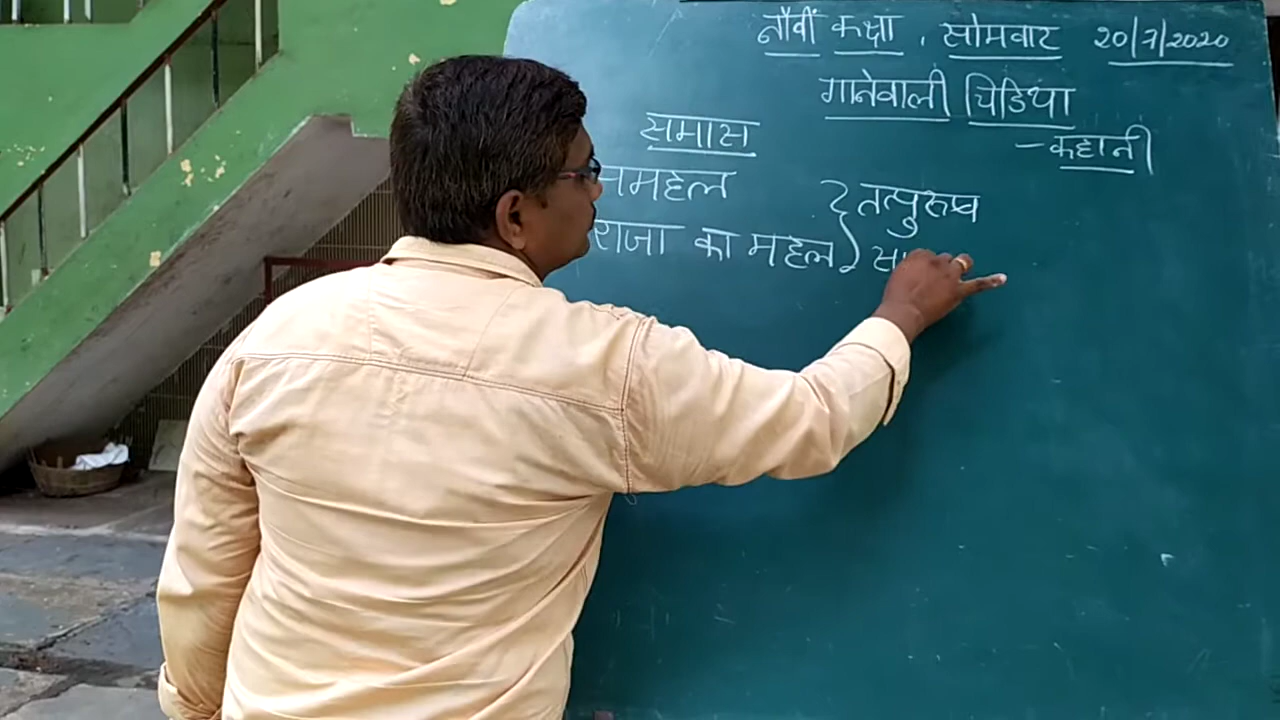 नौवीं कक्षा, सोमवार 20/7/2020
गानेवाली चिडिया
- कहानी
समास
महल
तत्पुरुष
राजा का महल